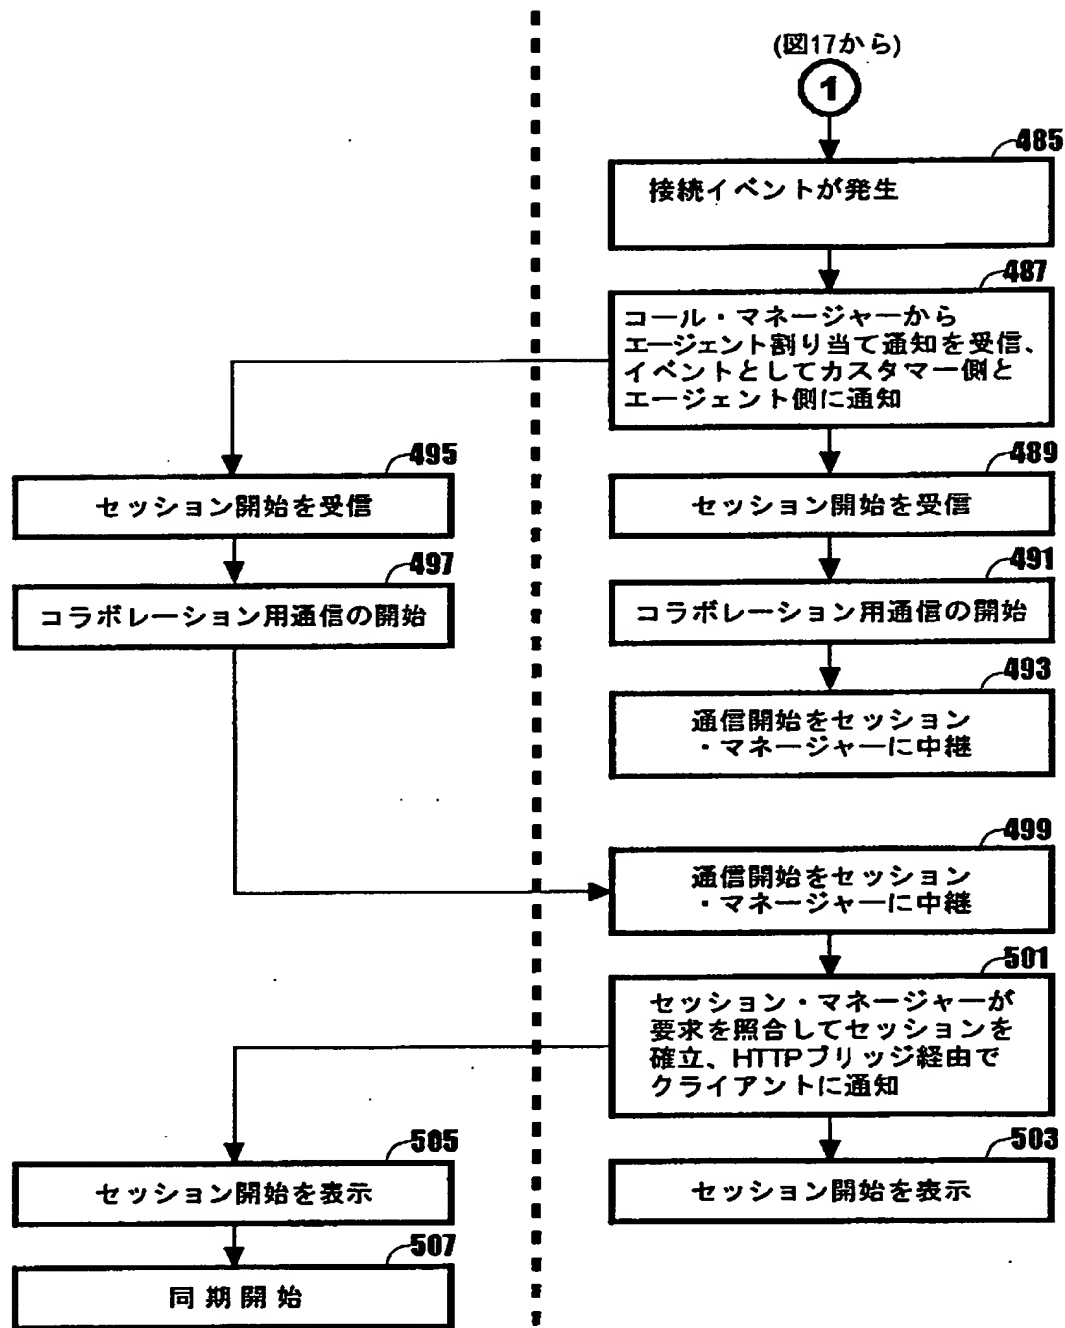 (図17から)
1
485
接続イベントが発生
487
コール・マネージャーから
エージェント割り当て通知を受信、
イベントとしてカスタマー側と
エージェント側に通知
495
セッション開始を受信
489
セッション開始を受信
497
コラボレーション用通信の開始
491
コラボレーション用通信の開始
493
通信開始をセッション
・マネージャーに中継
499
通信開始をセッション
・マネージャーに中継
501
セッション・マネージャーが
要求を照合してセッションを
確立、HTTPブリッジ経由で
クライアントに通知
505
セッション開始を表示
503
セッション開始を表示
507
同期開始